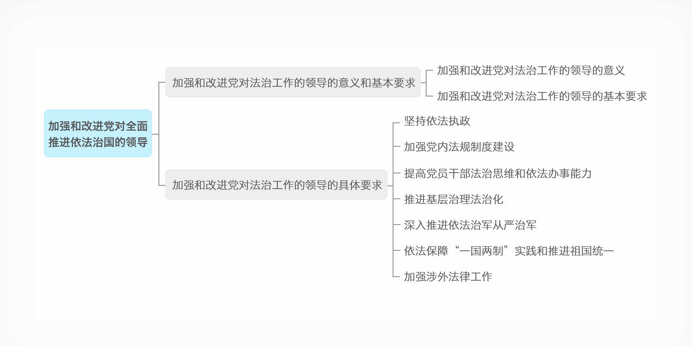 加强和改进党对全面
推进依法治国的领导
加强和改进党对法治工作的领导的意义和基本要求
加强和改进党对法治工作的领导的意义
加强和改进党对法治工作的领导的基本要求
加强和改进党对法治工作的领导的具体要求
坚持依法执政
加强党内法规制度建设
提高党员干部法治思维和依法办事能力
推进基层治理法治化
深入推进依法治军从严治军
依法保障“一国两制”实践和推进祖国统一
加强涉外法律工作